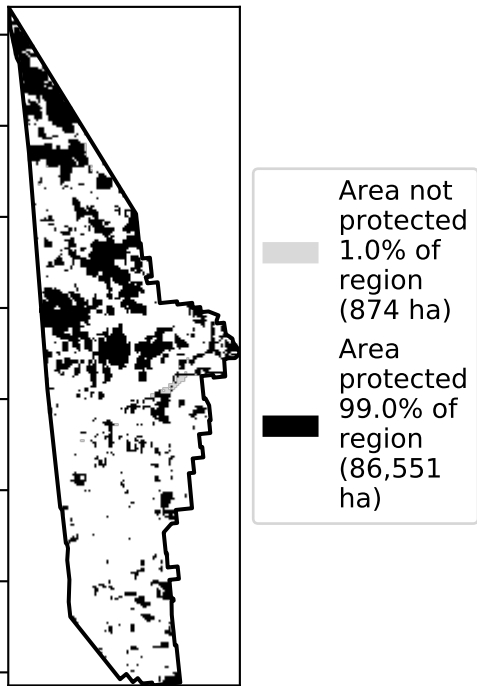 Area not
protected
1.0% of
region
(874 ha)
Area
protected
99.0% of
region
(86,551
ha)